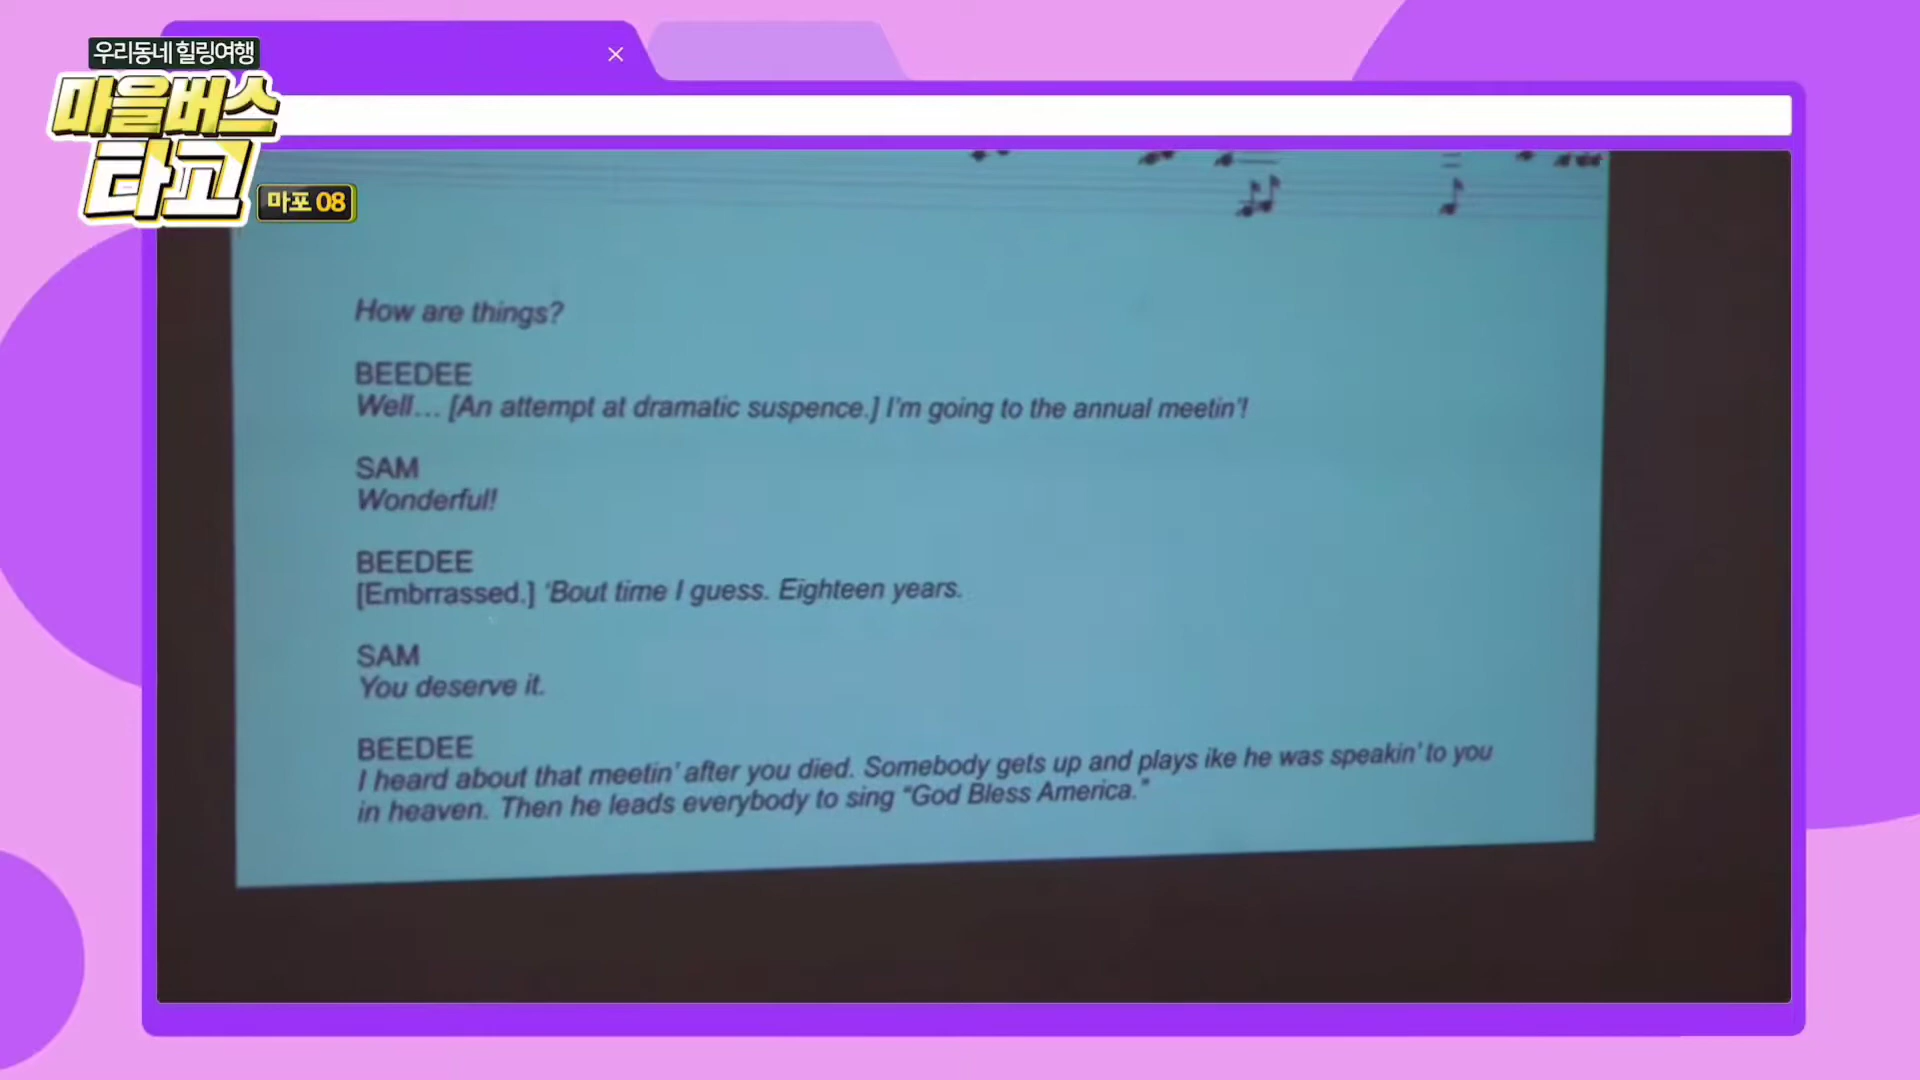 우리동네 힐링여행
마을버스
타고
마포 08
How are things?
BEEDEE
Well... [An attempt at dramatic suspence.] I'm going to the annual meetin'!
SAM
Wonderful!
BEEDEE
[Embrrassed.] 'Bout time I guess. Eighteen years.
SAM
You deserve it.
BEEDEE
I heard about that meetin' after you died. Somebody gets up and plays ike he was speakin' to you
in heaven. Then he leads everybody to sing "God Bless America."